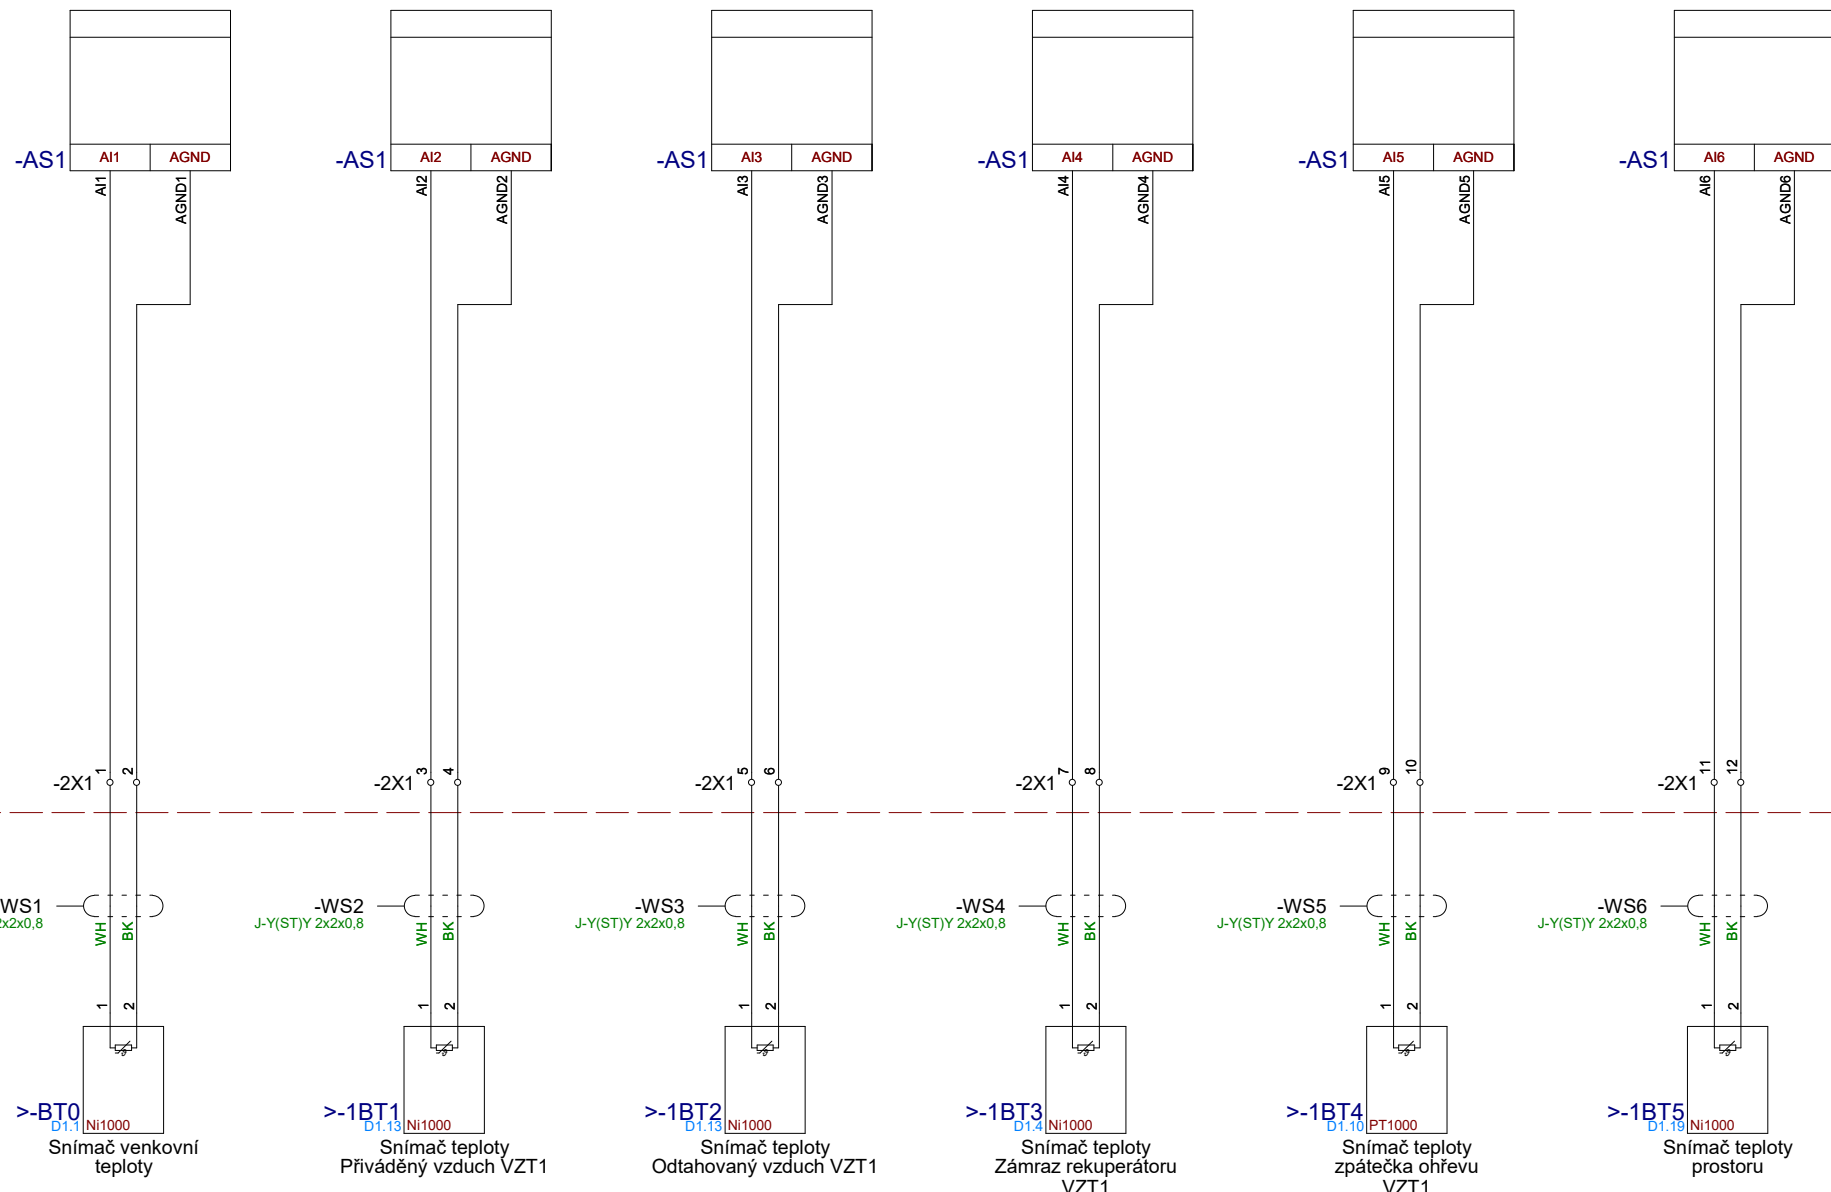 -AS1 AI1 AGND -AS1 AI2 AGND -AS1 AI3 AGND -AS1 AI4 AGND -AS1 AI5 AGND -AS1 AI6 AGND
AI1 AGND1 AI2 AGND2 AI3 AGND3 AI4 AGND4 AI5 AGND5 AI6 AGND6
-2X1 1 2 -2X1 3 4 -2X1 5 6 -2X1 7 8 -2X1 9 10 -2X1 11 12
WS1 -WS2 -WS3 -WS4 -WS5 -WS6
2x2x0,8 J-Y(ST)Y 2x2x0,8 J-Y(ST)Y 2x2x0,8 J-Y(ST)Y 2x2x0,8 J-Y(ST)Y 2x2x0,8 J-Y(ST)Y 2x2x0,8
WH BK WH BK WH BK WH BK WH BK WH BK
1 2 1 2 1 2 1 2 1 2 1 2
>-BT0 >-1BT1 >-1BT2 >-1BT3 >-1BT4 >-1BT5
D1.1 Ni1000 D1.13 Ni1000 D1.13 Ni1000 D1.4 Ni1000 D1.10 PT1000 D1.19 Ni1000
Snímač venkovní
teploty
Snímač teploty
Přiváděný vzduch VZT1
Snímač teploty
Odtahovaný vzduch VZT1
Snímač teploty
Zámraz rekuperátoru
VZT1
Snímač teploty
zpátečka ohřevu
VZT1
Snímač teploty
prostoru